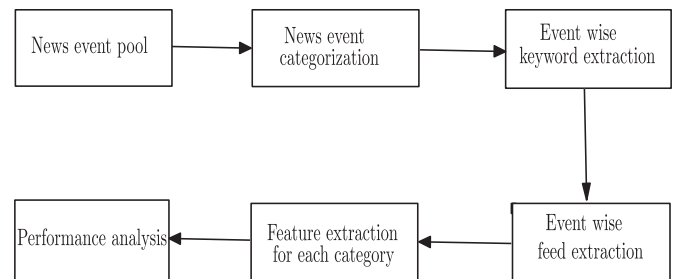 News event pool
News event
categorization
Event wise
keyword extraction
Performance analysis
Feature extraction
for each category
Event wise
feed extraction